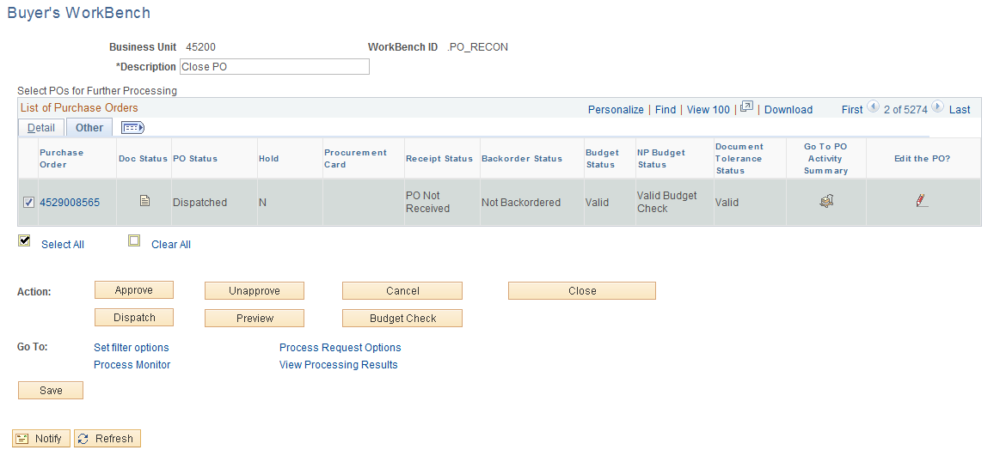 Buyer's WorkBench
Business Unit 45200 WorkBench ID .PO_RECON
*Description Close PO
Select POs for Further Processing
List of Purchase Orders Personalize | Find | View 100 | | Download First 2 of 5274 Last
Detail Other
Purchase Order Doc Status PO Status Hold Procurement Card Receipt Status Backorder Status Budget Status NP Budget Status Document Tolerance Status Go To PO Activity Summary Edit the PO?
4529008565 Dispatched N PO Not Received Not Backordered Valid Valid Budget Check Valid
Select All Clear All
Action: Approve Unapprove Cancel Close
Dispatch Preview Budget Check
Go To: Set filter options Process Request Options
Process Monitor View Processing Results
Save
Notify Refresh